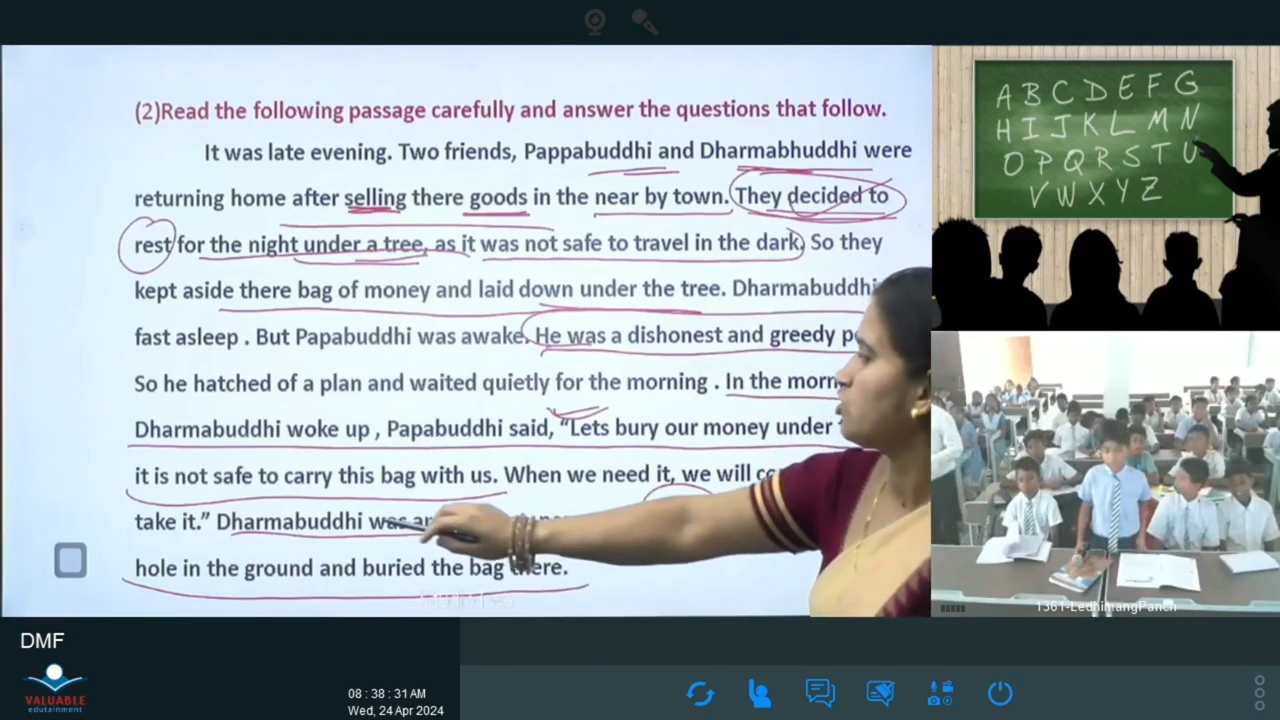 (2)Read the following passage carefully and answer the questions that follow.
It was late evening. Two friends, Pappabuddhi and Dharmabhuddhi were
returning home after selling there goods in the near by town. They decided to
rest for the night under a tree, as it was not safe to travel in the dark. So they
kept aside there bag of money and laid down under the tree. Dharmabuddhi
fast asleep . But Papabuddhi was awake. He was a dishonest and greedy
So he hatched of a plan and waited quietly for the morning . In the
Dharmabuddhi woke up , Papabuddhi said, “Lets bury our money under
it is not safe to carry this bag with us. When we need it, we will
take it.” Dharmabuddhi was
hole in the ground and buried the bag there.
A B C D E F G
H I J K L M N
O P Q R S T U
V W X Y Z
1361-LedhimangPanch
DMF
VALUABLE
edutainment
08 : 38 : 31 AM
Wed, 24 Apr 2024